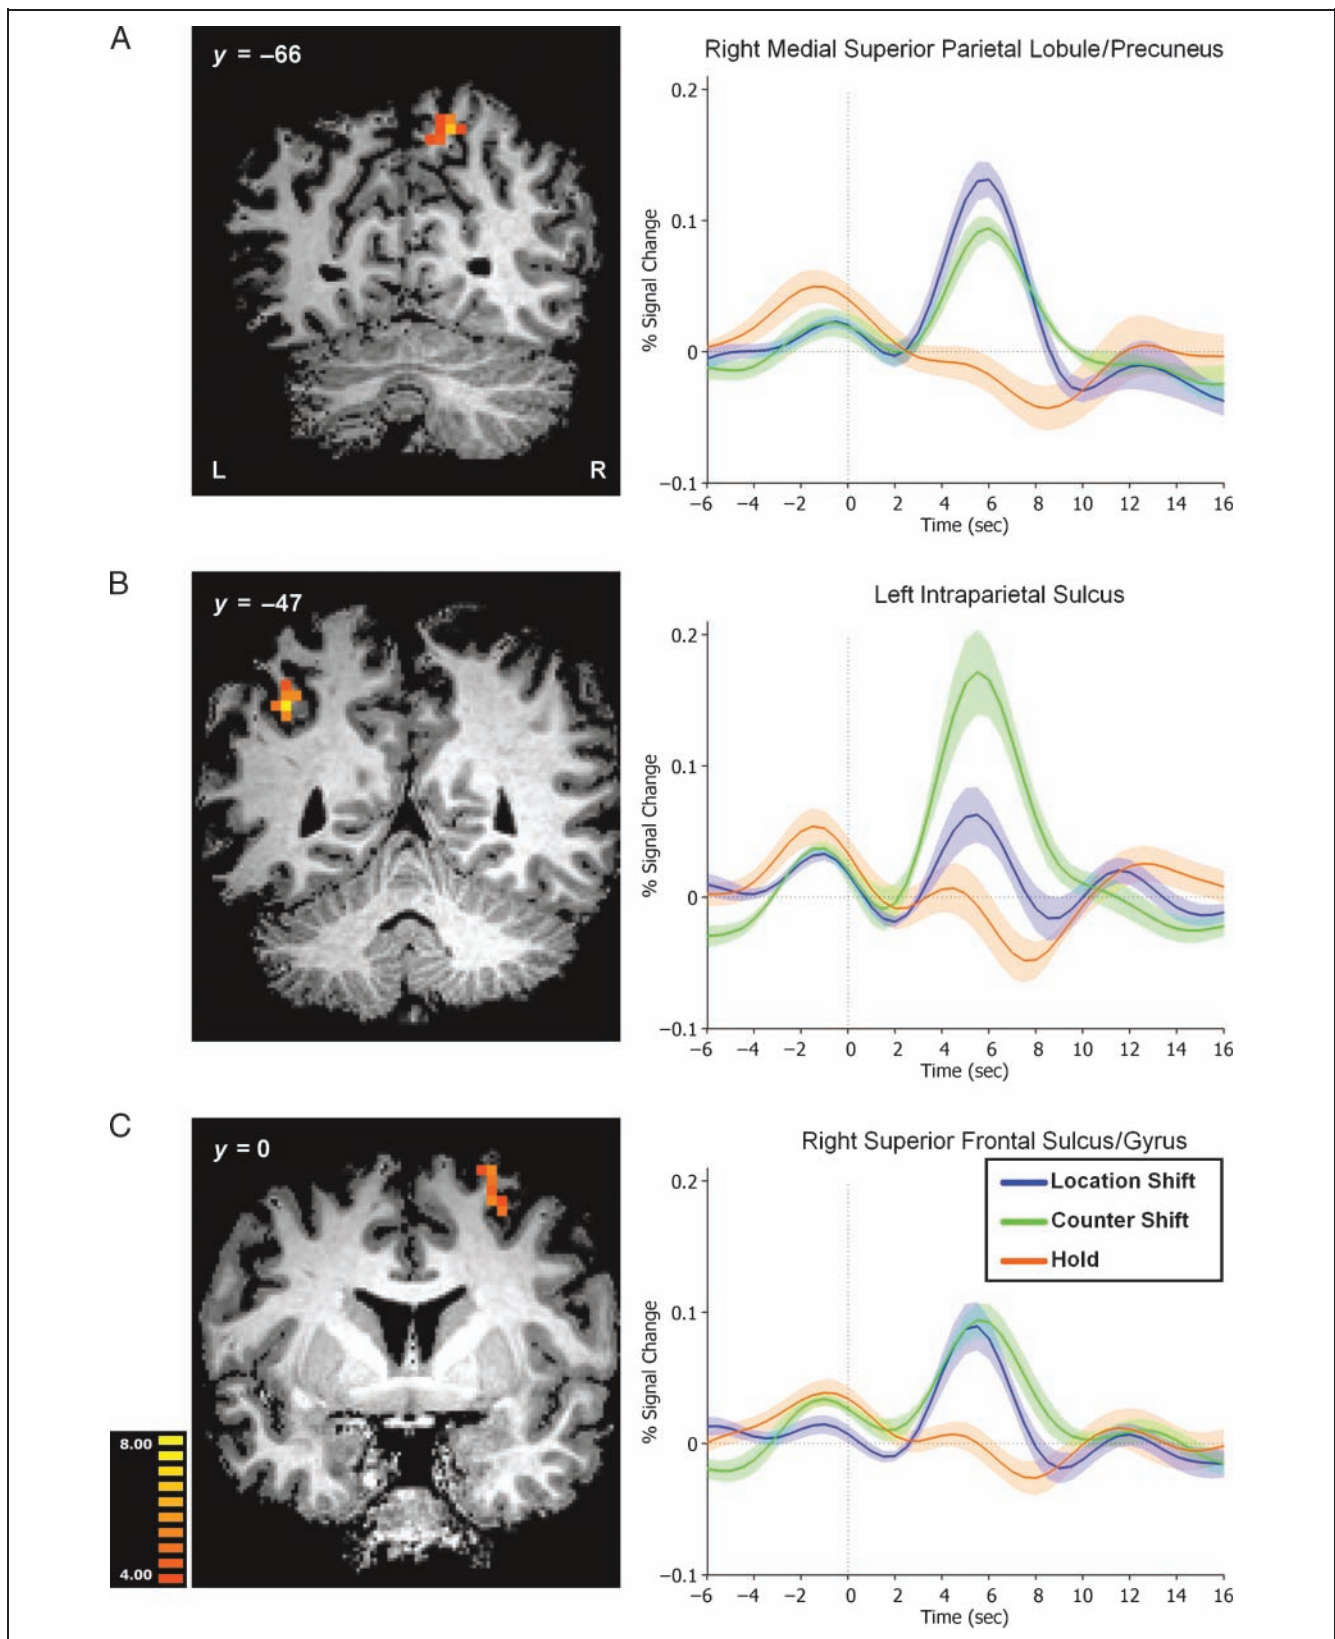 A
y = –66
L
R
Right Medial Superior Parietal Lobule/Precuneus
% Signal Change
0.2
0.1
0
–0.1
–6 –4 –2 0 2 4 6 8 10 12 14 16
Time (sec)
B
y = –47
Left Intraparietal Sulcus
% Signal Change
0.2
0.1
0
–0.1
–6 –4 –2 0 2 4 6 8 10 12 14 16
Time (sec)
C
y = 0
8.00
4.00
Right Superior Frontal Sulcus/Gyrus
Location Shift
Counter Shift
Hold
% Signal Change
0.2
0.1
0
–0.1
–6 –4 –2 0 2 4 6 8 10 12 14 16
Time (sec)